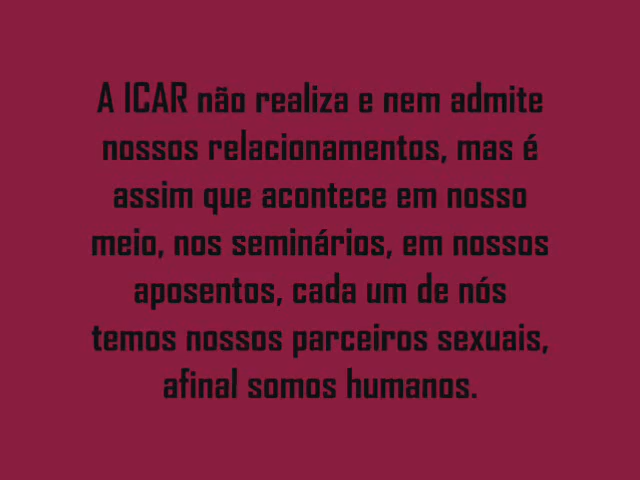 A ICAR não realiza e nem admite
nossos relacionamentos, mas é
assim que acontece em nosso
meio, nos seminários, em nossos
aposentos, cada um de nós
temos nossos parceiros sexuais,
afinal somos humanos.